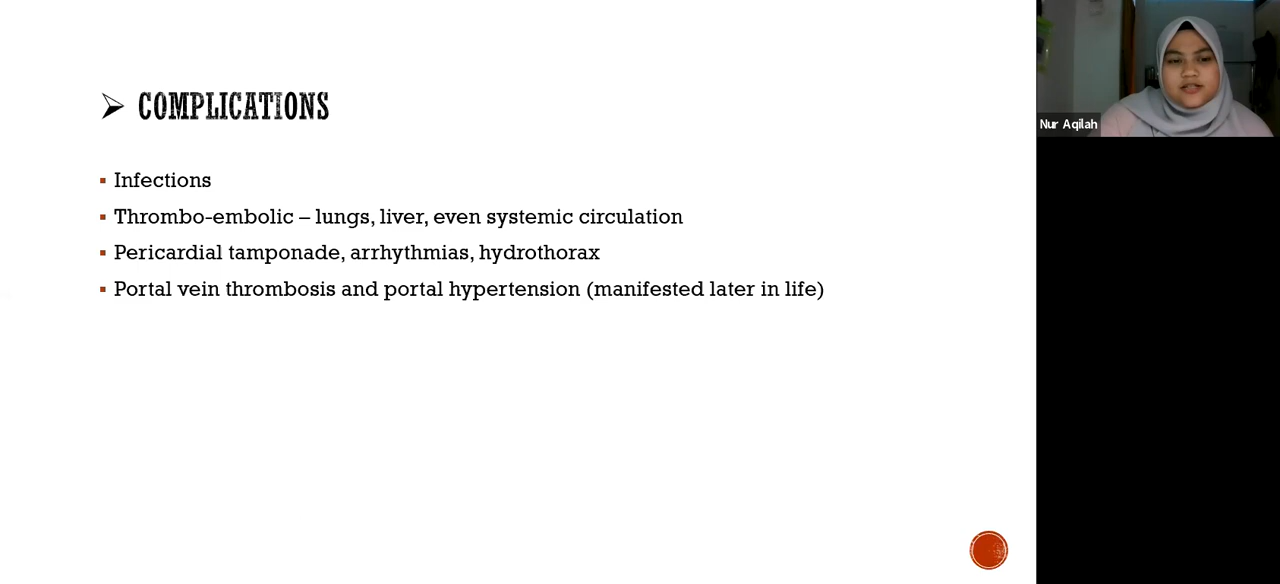 COMPLICATIONS
Infections
Thrombo-embolic – lungs, liver, even systemic circulation
Pericardial tamponade, arrhythmias, hydrothorax
Portal vein thrombosis and portal hypertension (manifested later in life)
Nur Aqilah